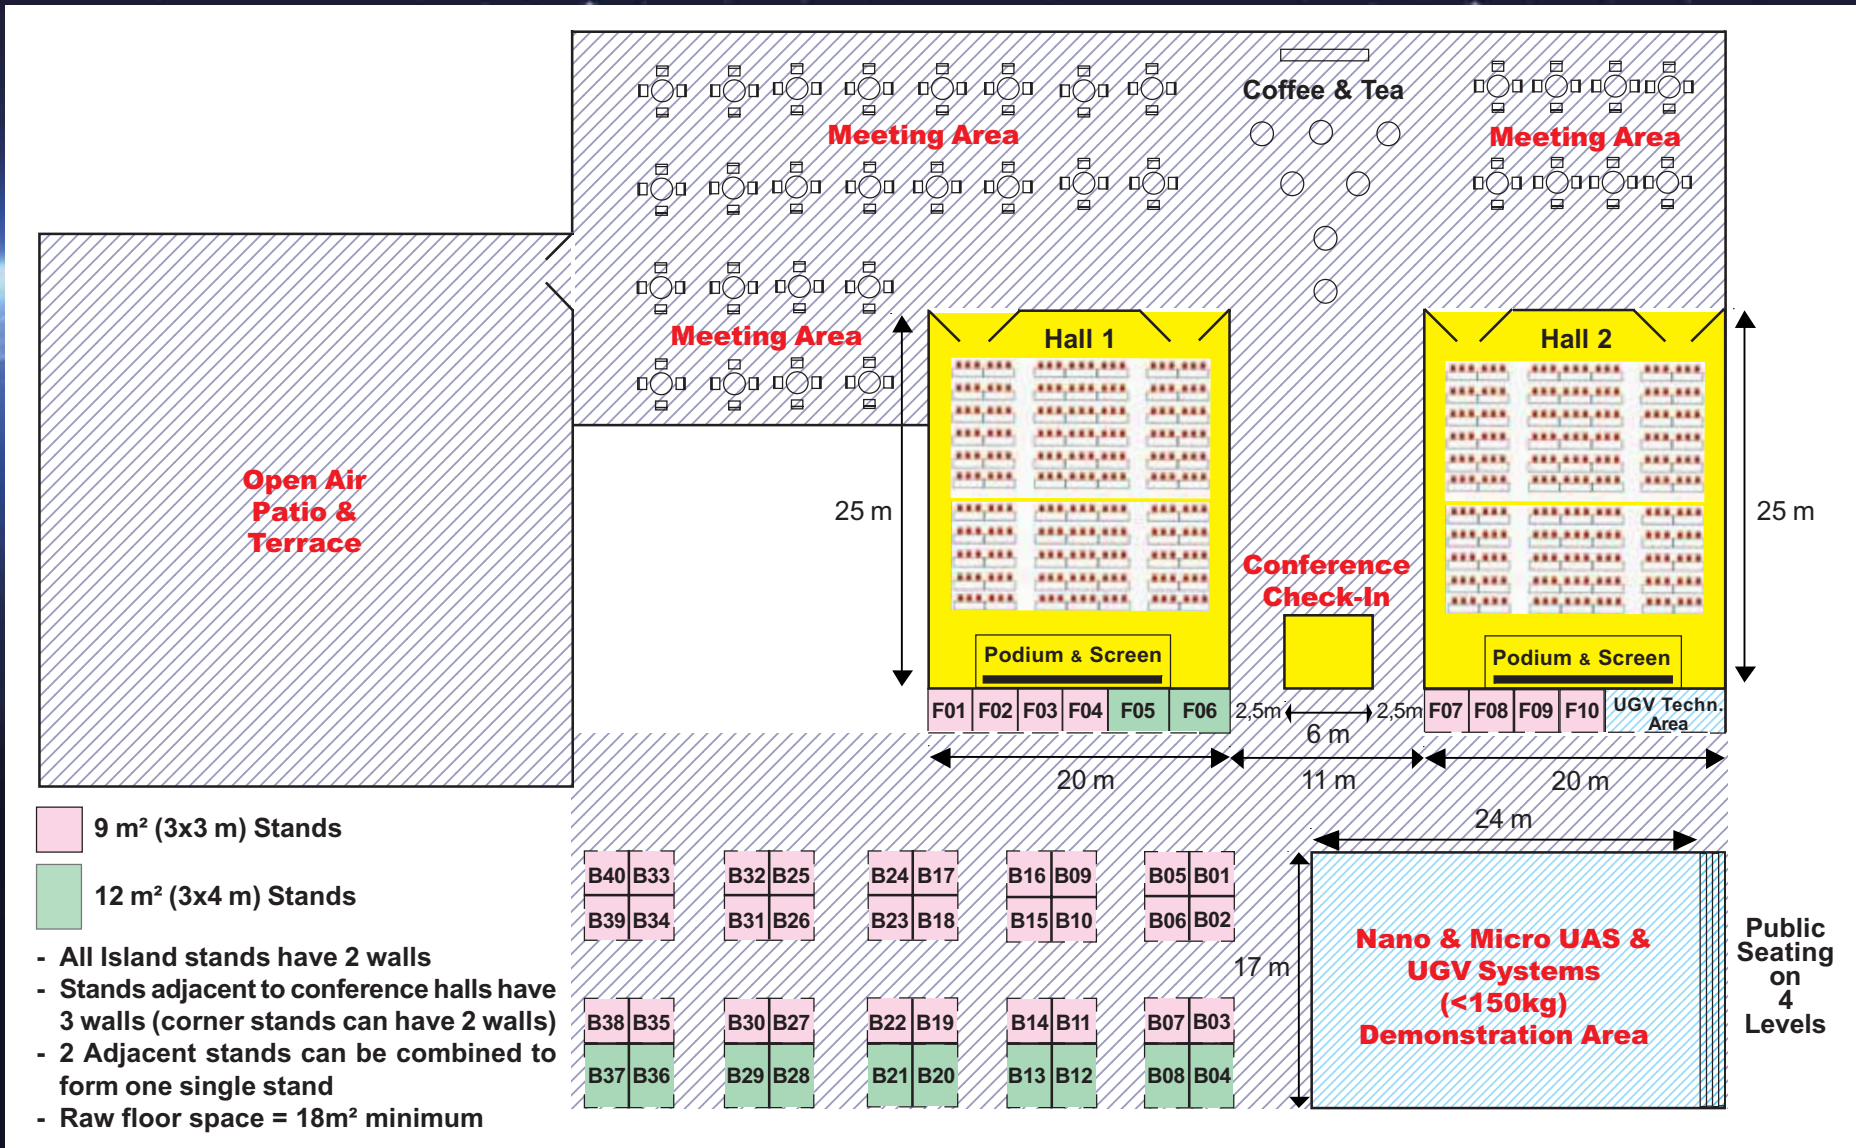 Coffee & Tea
Meeting Area
Meeting Area
Meeting Area
Hall 1
Hall 2
Open Air
Patio &
Terrace
25 m
25 m
Conference
Check-In
Podium & Screen
Podium & Screen
F01 F02 F03 F04 F05 F06
2,5m
2,5m
F07 F08 F09 F10
UGV Techn.
Area
6 m
20 m
11 m
20 m
24 m
9 m² (3x3 m) Stands
12 m² (3x4 m) Stands
- All Island stands have 2 walls
- Stands adjacent to conference halls have
3 walls (corner stands can have 2 walls)
- 2 Adjacent stands can be combined to
form one single stand
- Raw floor space = 18m² minimum
B40 B33 B32 B25 B24 B17 B16 B09 B05 B01
B39 B34 B31 B26 B23 B18 B15 B10 B06 B02
17 m
B38 B35 B30 B27 B22 B19 B14 B11 B07 B03
B37 B36 B29 B28 B21 B20 B13 B12 B08 B04
Nano & Micro UAS &
UGV Systems
(<150kg)
Demonstration Area
Public
Seating
on
4
Levels